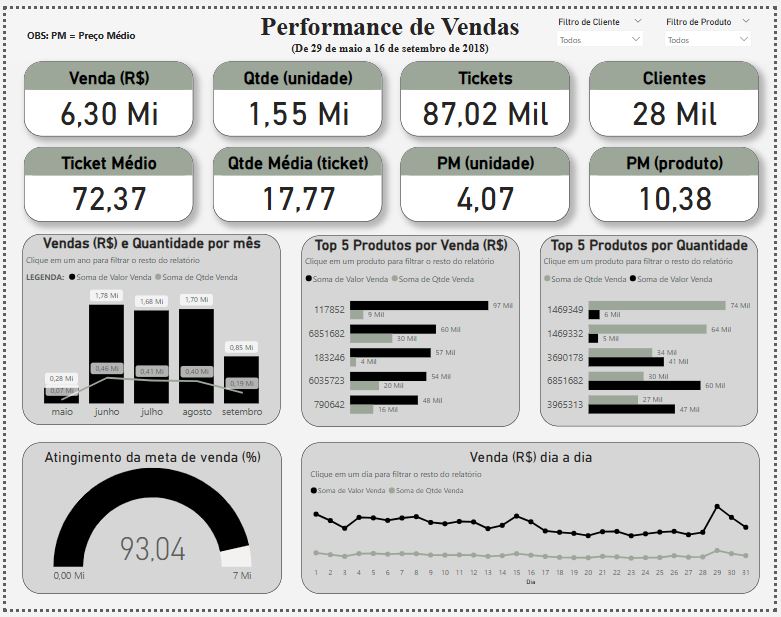 Performance de Vendas
(De 29 de maio a 16 de setembro de 2018)
OBS: PM = Preço Médio
Filtro de Cliente
Todos
Filtro de Produto
Todos
Venda (R$)
6,30 Mi
Qtde (unidade)
1,55 Mi
Tickets
87,02 Mil
Clientes
28 Mil
Ticket Médio
72,37
Qtde Média (ticket)
17,77
PM (unidade)
4,07
PM (produto)
10,38
Vendas (R$) e Quantidade por mês
Clique em um ano para filtrar o resto do relatório
LEGENDA: Soma de Valor Venda Soma de Qtde Venda
0,28 Mi
0,07 Mi
1,78 Mi
0,46 Mi
1,68 Mi
0,41 Mi
1,70 Mi
0,40 Mi
0,85 Mi
0,19 Mi
maio junho julho agosto setembro
Top 5 Produtos por Venda (R$)
Clique em um produto para filtrar o resto do relatório
Soma de Valor Venda Soma de Qtde Venda
117852 97 Mil
9 Mil
6851682 60 Mil
30 Mil
183246 57 Mil
4 Mil
6035723 54 Mil
20 Mil
790642 48 Mil
16 Mil
Top 5 Produtos por Quantidade
Clique em um produto para filtrar o resto do relatório
Soma de Qtde Venda Soma de Valor Venda
1469349 74 Mil
6 Mil
1469332 64 Mil
5 Mil
3690178 34 Mil
41 Mil
6851682 30 Mil
60 Mil
3965313 27 Mil
47 Mil
Atingimento da meta de venda (%)
93,04
0,00 Mi
7 Mi
Venda (R$) dia a dia
Clique em um dia para filtrar o resto do relatório
Soma de Valor Venda Soma de Qtde Venda
1 2 3 4 5 6 7 8 9 10 11 12 13 14 15 16 17 18 19 20 21 22 23 24 25 26 27 28 29 30 31
Dia